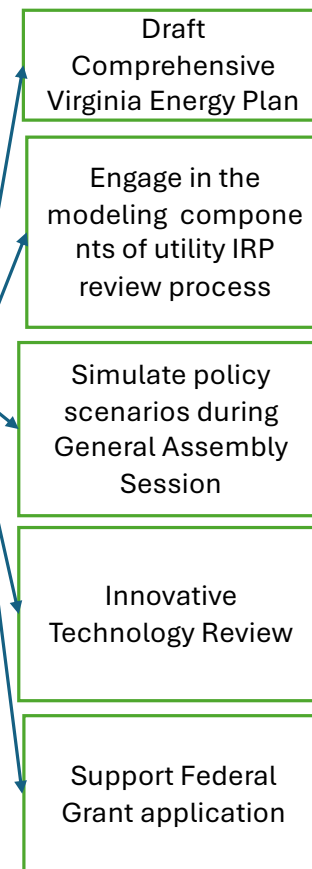 Draft
Comprehensive
Virginia Energy Plan
Engage in the
modeling  compone
nts of utility IRP
review process
Simulate policy
scenarios during
General Assembly
Session
Innovative
Technology Review
Support Federal
Grant application